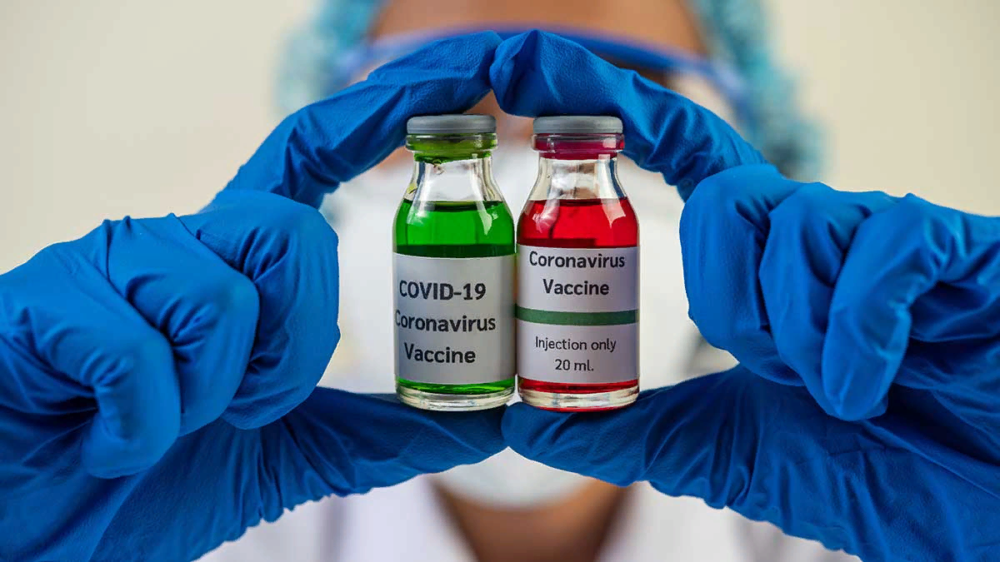 COVID-19
Coronavirus
Vaccine
Coronavirus
Vaccine
Injection only
20 ml.